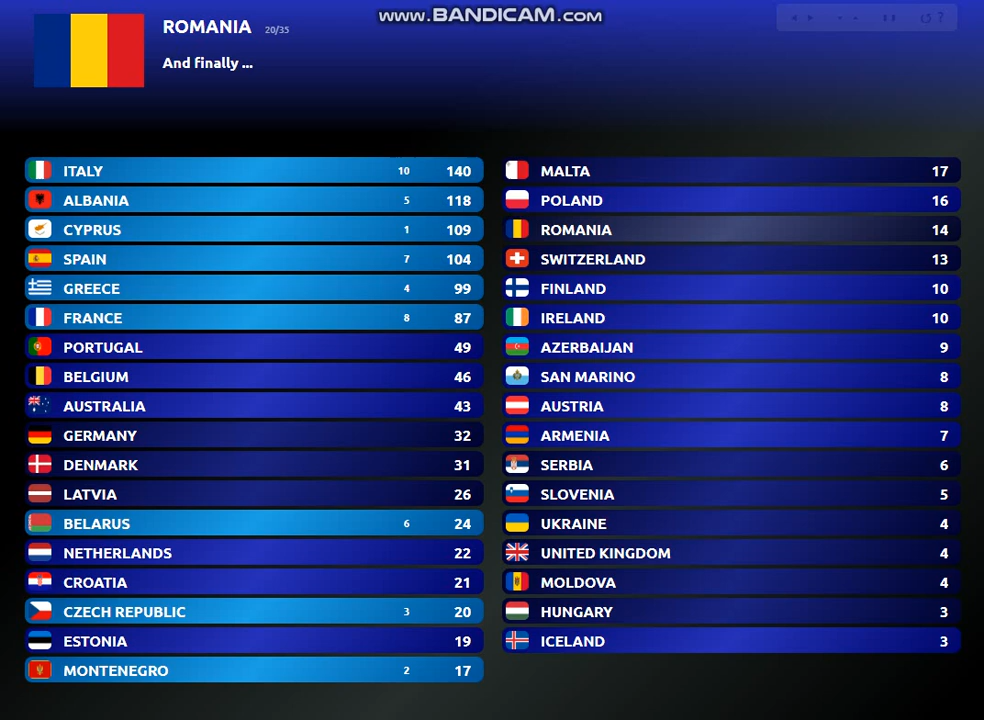 www.BANDICAM.com
ROMANIA 20/35
And finally ...
ITALY 10 140
ALBANIA 5 118
CYPRUS 1 109
SPAIN 7 104
GREECE 4 99
FRANCE 8 87
PORTUGAL 49
BELGIUM 46
AUSTRALIA 43
GERMANY 32
DENMARK 31
LATVIA 26
BELARUS 6 24
NETHERLANDS 22
CROATIA 21
CZECH REPUBLIC 3 20
ESTONIA 19
MONTENEGRO 2 17
MALTA 17
POLAND 16
ROMANIA 14
SWITZERLAND 13
FINLAND 10
IRELAND 10
AZERBAIJAN 9
SAN MARINO 8
AUSTRIA 8
ARMENIA 7
SERBIA 6
SLOVENIA 5
UKRAINE 4
UNITED KINGDOM 4
MOLDOVA 4
HUNGARY 3
ICELAND 3